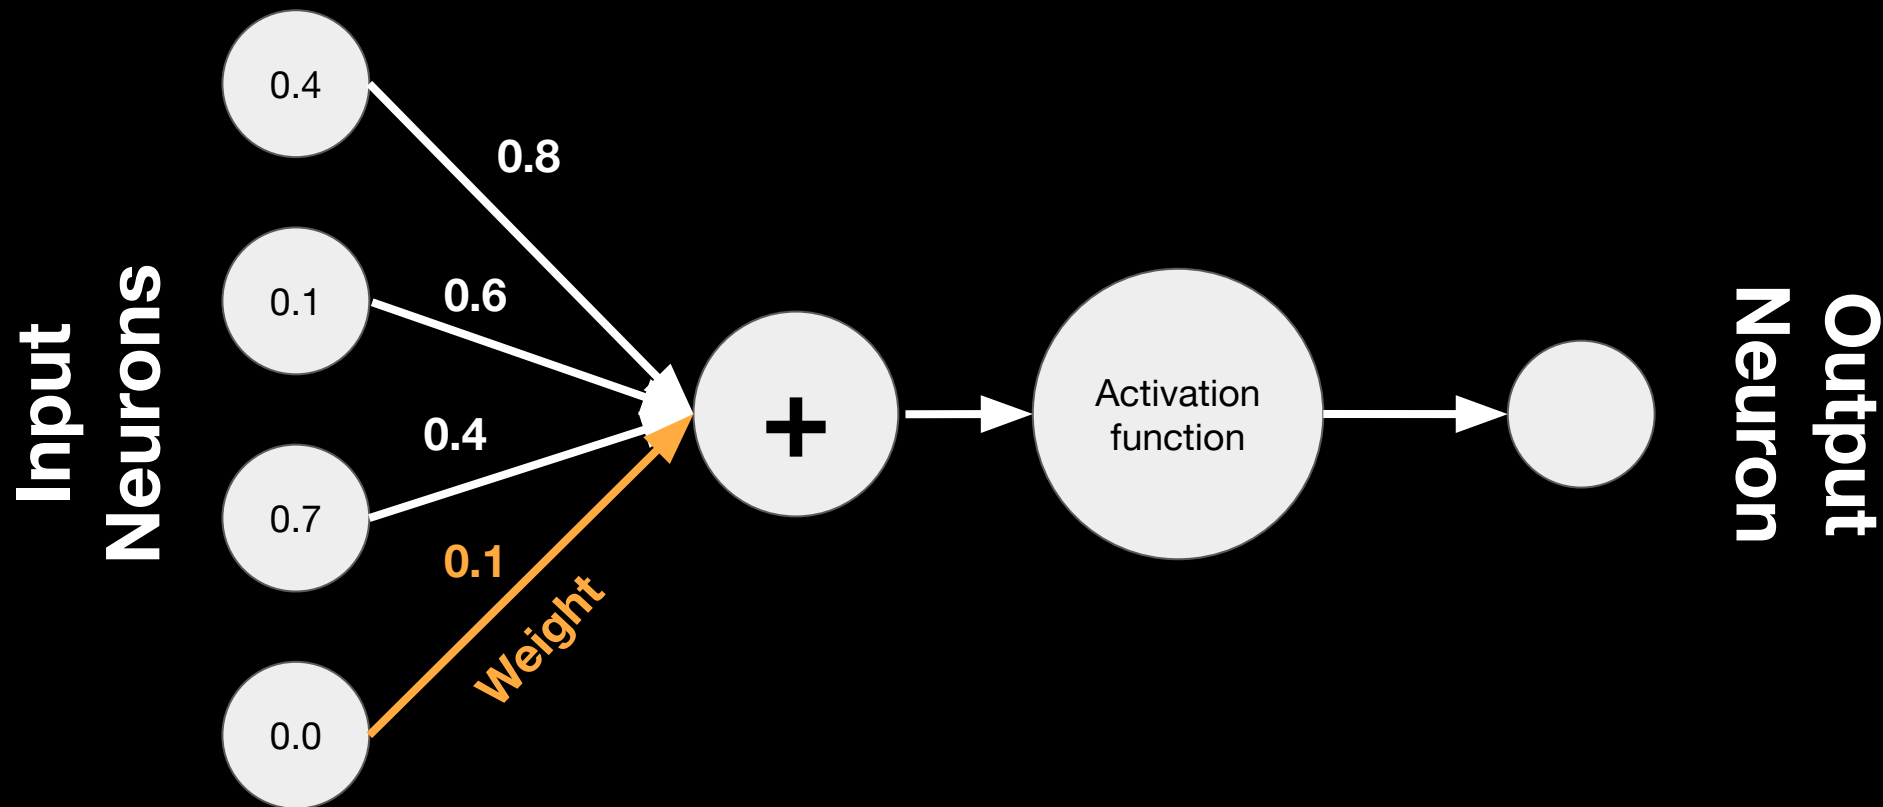 Input
Neurons
0.4
0.1
0.7
0.0
0.8
0.6
0.4
0.1
Weight
+
Activation
function
Output
Neuron